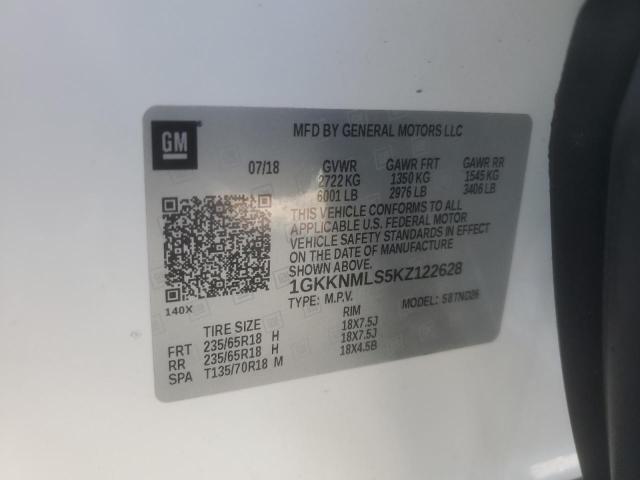 GM
MFD BY GENERAL MOTORS LLC
07/18 GVWR GAWR FRT GAWR RR
2722 KG 1350 KG 1545 KG
6001 LB 2976 LB 3406 LB
THIS VEHICLE CONFORMS TO ALL
APPLICABLE U.S. FEDERAL MOTOR
VEHICLE SAFETY STANDARDS IN EFFECT
ON THE DATE OF MANUFACTURE
SHOWN ABOVE.
1GKKNMLS5KZ122628
140X TYPE: M.P.V. MODEL: 58TNC26
TIRE SIZE RIM
FRT 235/65R18 H 18X7.5J
RR 235/65R18 H 18X7.5J
SPA T135/70R18 M 18X4.5B